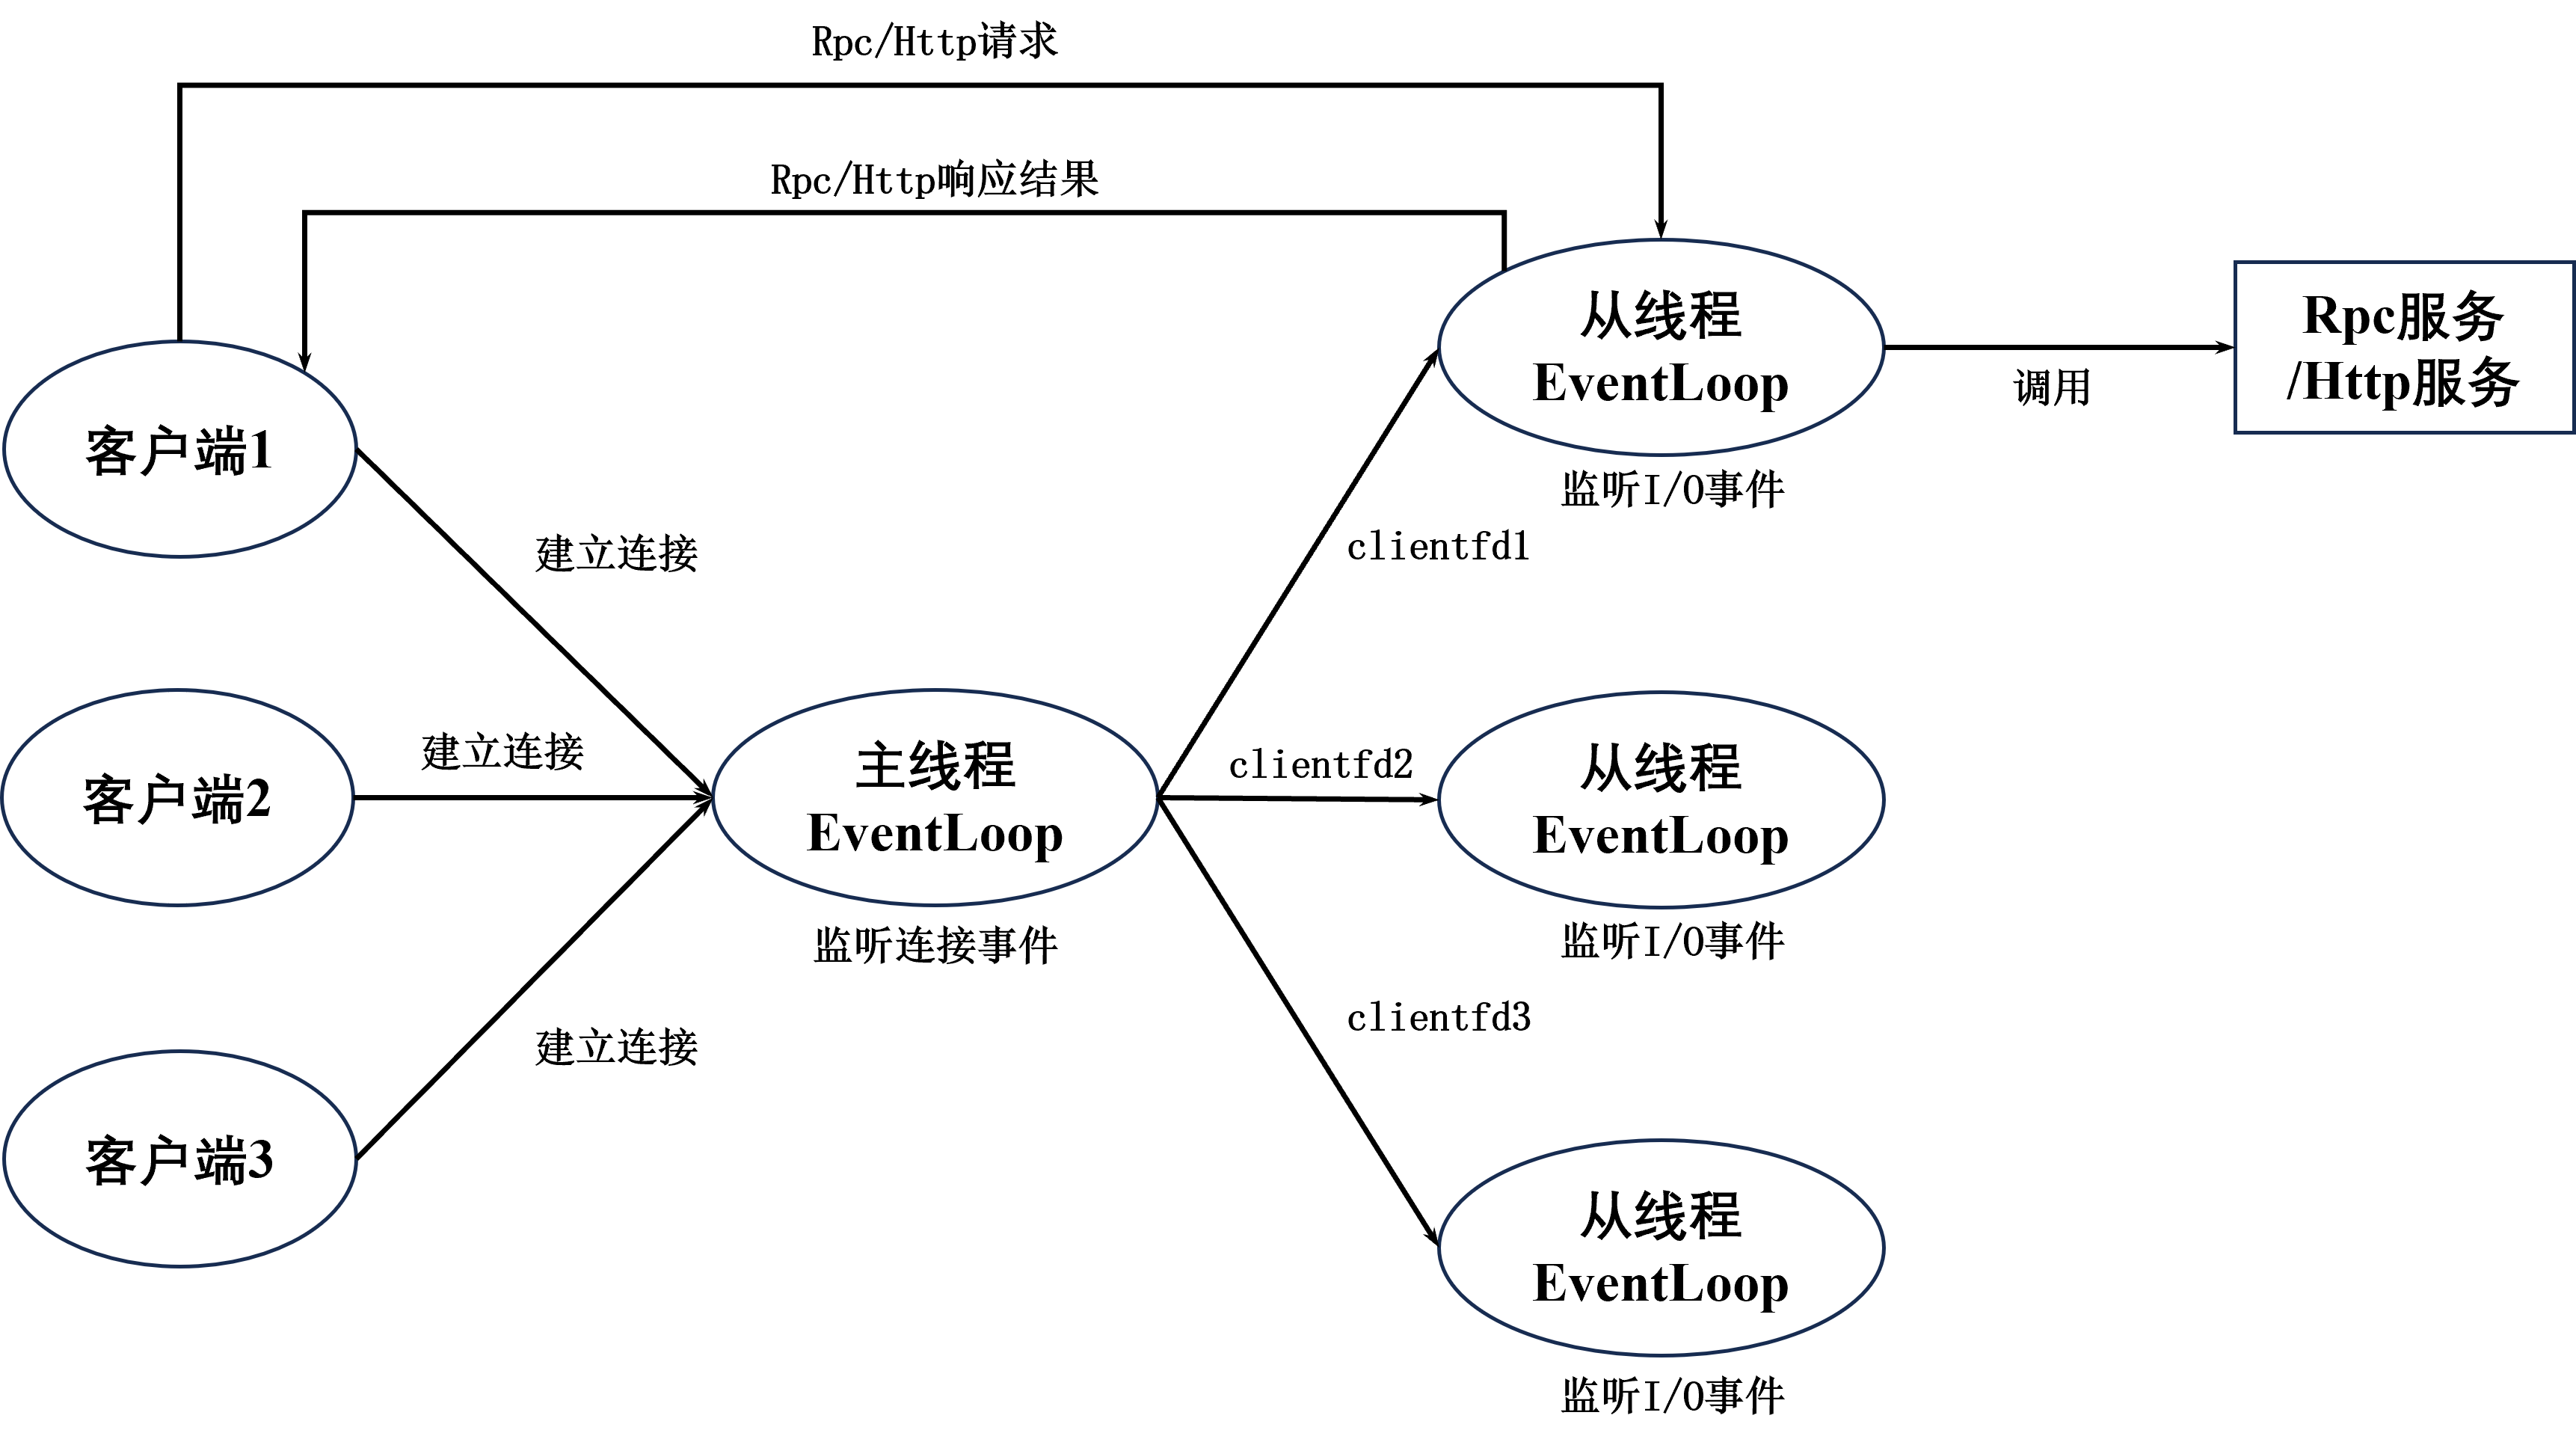 Rpc/Http请求
Rpc/Http响应结果
从线程
EventLoop
监听I/O事件
Rpc服务
/Http服务
调用
客户端1
建立连接
clientfd1
客户端2
建立连接
主线程
EventLoop
监听连接事件
clientfd2
从线程
EventLoop
监听I/O事件
客户端3
建立连接
clientfd3
从线程
EventLoop
监听I/O事件